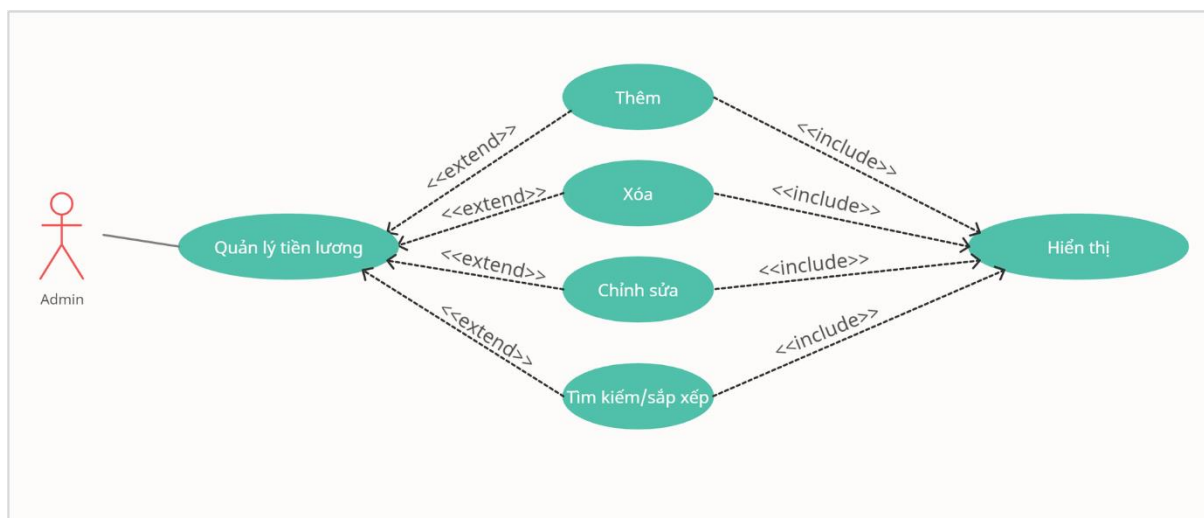 Thêm
<<extend>>
<<include>>
Xóa
<<extend>>
<<include>>
Admin
Quản lý tiền lương
Hiển thị
<<extend>>
<<include>>
Chỉnh sửa
<<extend>>
<<include>>
Tìm kiếm/sắp xếp